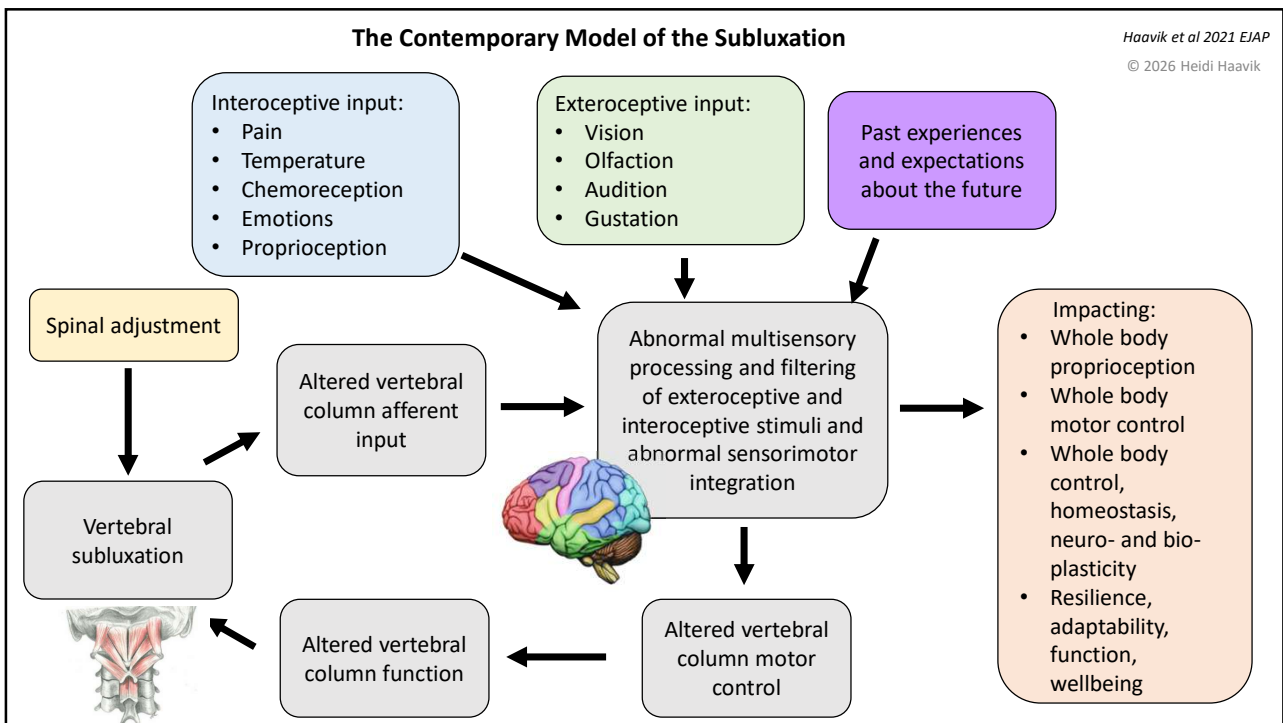 The Contemporary Model of the Subluxation
Haavik et al 2021 EJAP
© 2026 Heidi Haavik
Interoceptive input:
• Pain
• Temperature
• Chemoreception
• Emotions
• Proprioception
Exteroceptive input:
• Vision
• Olfaction
• Audition
• Gustation
Past experiences
and expectations
about the future
Spinal adjustment
Altered vertebral
column afferent
input
Abnormal multisensory
processing and filtering
of exteroceptive and
interoceptive stimuli and
abnormal sensorimotor
integration
Impacting:
• Whole body
proprioception
• Whole body
motor control
• Whole body
control,
homeostasis,
neuro- and bio-
plasticity
• Resilience,
adaptability,
function,
wellbeing
Vertebral
subluxation
Altered vertebral
column function
Altered vertebral
column motor
control